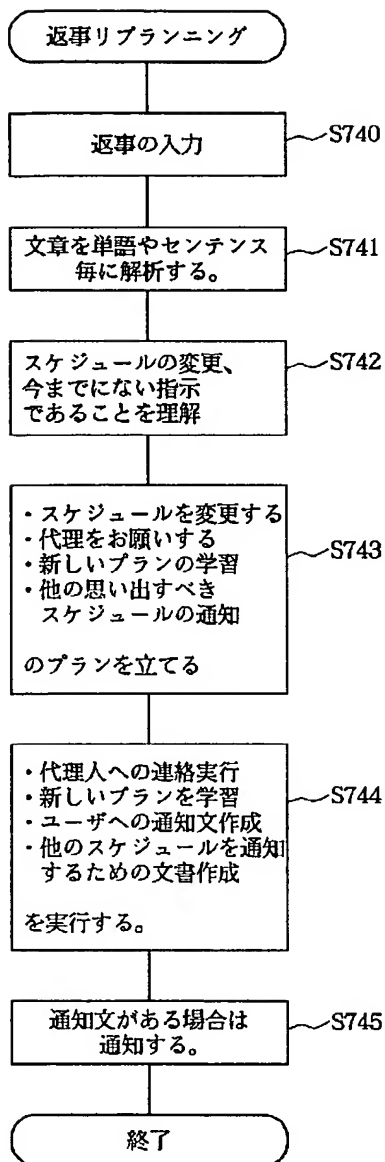 返事リプランニング
返事の入力
S740
文章を単語やセンテンス
毎に解析する。
S741
スケジュールの変更、
今までにない指示
であることを理解
S742
・スケジュールを変更する
・代理をお願いする
・新しいプランの学習
・他の思い出すべき
スケジュールの通知
のプランを立てる
S743
・代理人への連絡実行
・新しいプランを学習
・ユーザへの通知文作成
・他のスケジュールを通知
するための文書作成
を実行する。
S744
通知文がある場合は
通知する。
S745
終了